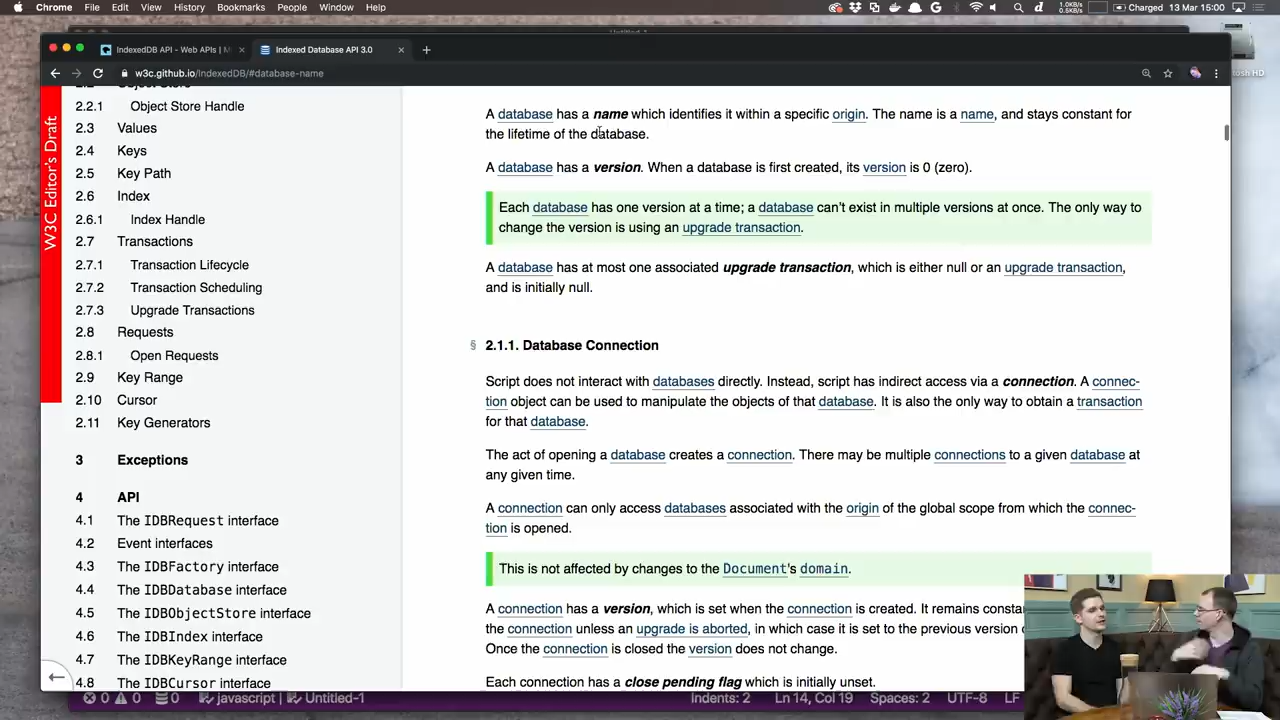 Chrome File Edit View History Bookmarks People Window Help
1.0KB/s
0.5KB/s
Charged 13 Mar 15:00
Untitled-1
IndexedDB API - Web APIs | M
Indexed Database API 3.0
w3c.github.io/IndexedDB/#database-name
tosh HD
W3C Editor's Draft
2.2 Object Store
2.2.1 Object Store Handle
2.3 Values
2.4 Keys
2.5 Key Path
2.6 Index
2.6.1 Index Handle
2.7 Transactions
2.7.1 Transaction Lifecycle
2.7.2 Transaction Scheduling
2.7.3 Upgrade Transactions
2.8 Requests
2.8.1 Open Requests
2.9 Key Range
2.10 Cursor
2.11 Key Generators
3 Exceptions
4 API
4.1 The IDBRequest interface
4.2 Event interfaces
4.3 The IDBFactory interface
4.4 The IDBDatabase interface
4.5 The IDBObjectStore interface
4.6 The IDBIndex interface
4.7 The IDBKeyRange interface
4.8 The IDBCursor interface
A database has a name which identifies it within a specific origin. The name is a name, and stays constant for
the lifetime of the database.
A database has a version. When a database is first created, its version is 0 (zero).
Each database has one version at a time; a database can't exist in multiple versions at once. The only way to
change the version is using an upgrade transaction.
A database has at most one associated upgrade transaction, which is either null or an upgrade transaction,
and is initially null.
§ 2.1.1. Database Connection
Script does not interact with databases directly. Instead, script has indirect access via a connection. A connec-
tion object can be used to manipulate the objects of that database. It is also the only way to obtain a transaction
for that database.
The act of opening a database creates a connection. There may be multiple connections to a given database at
any given time.
A connection can only access databases associated with the origin of the global scope from which the connec-
tion is opened.
This is not affected by changes to the Document's domain.
A connection has a version, which is set when the connection is created. It remains consta
the connection unless an upgrade is aborted, in which case it is set to the previous version o
Once the connection is closed the version does not change.
Each connection has a close pending flag which is initially unset.
0 0 0 javascript Untitled-1 Indents: 2 Ln 14, Col 19 Spaces: 2 UTF-8 LF